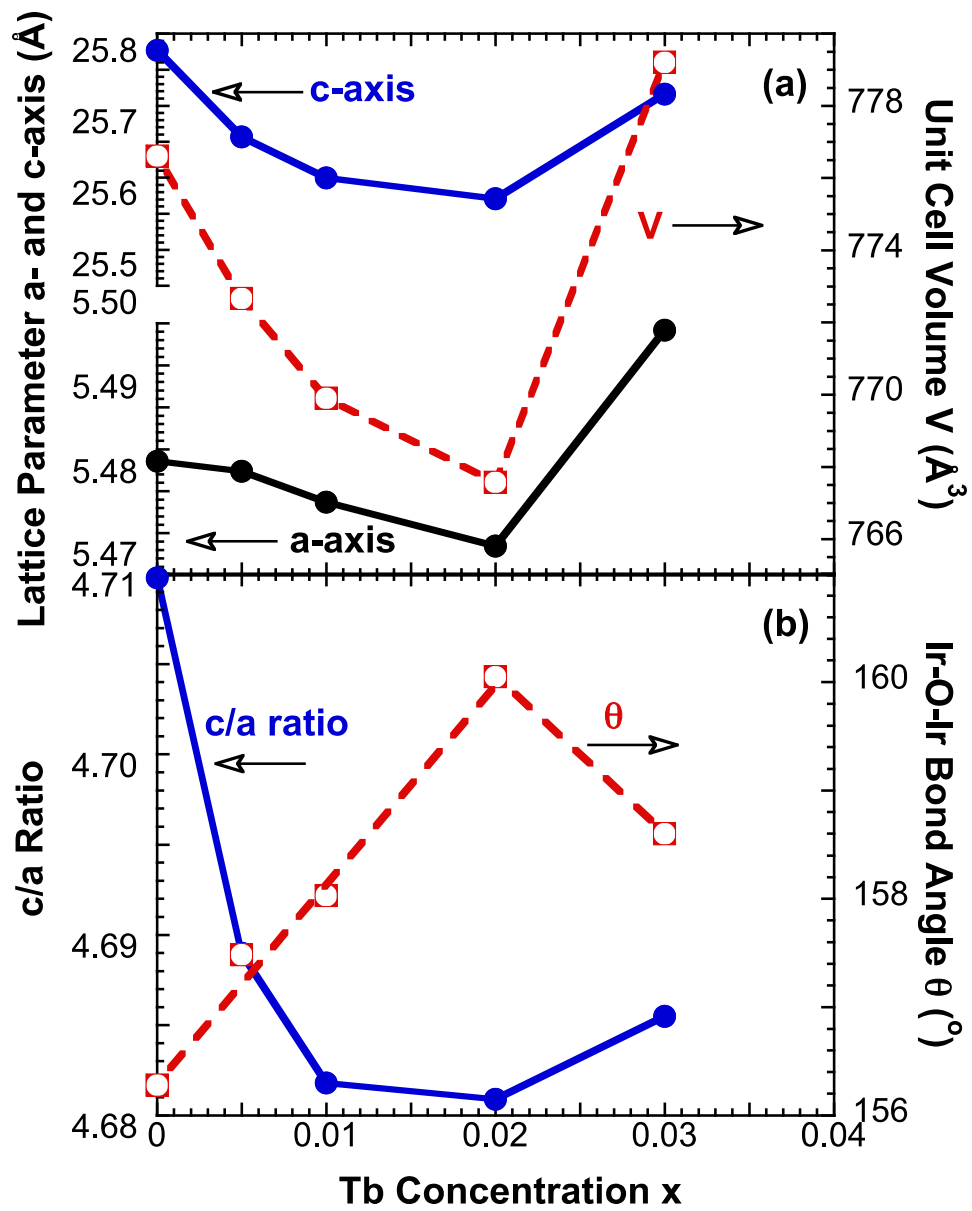 Lattice Parameter a- and c-axis (Å)
25.8
25.7
25.6
25.5
5.50
5.49
5.48
5.47
c-axis
(a)
V
a-axis
778
774
770
766
Unit Cell Volume V (Å³)
c/a Ratio
4.71
4.70
4.69
4.68
c/a ratio
(b)
θ
160
158
156
Ir-O-Ir Bond Angle θ (°)
0 0.01 0.02 0.03 0.04
Tb Concentration x